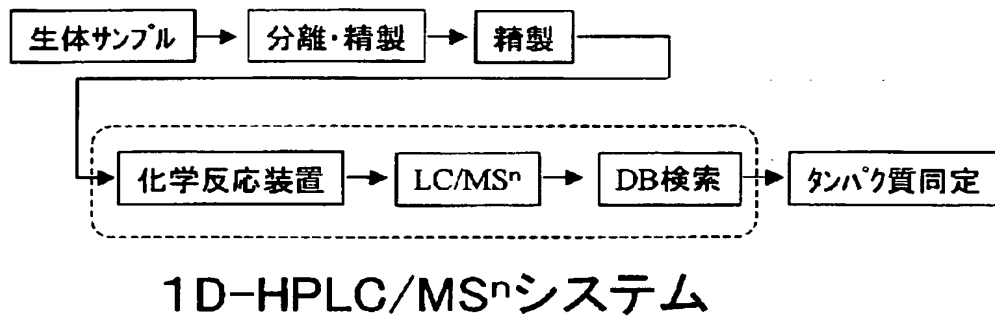 生体サンプル
分離・精製
精製
化学反応装置
LC/MSⁿ
DB検索
タンパク質同定
1D-HPLC/MSⁿシステム